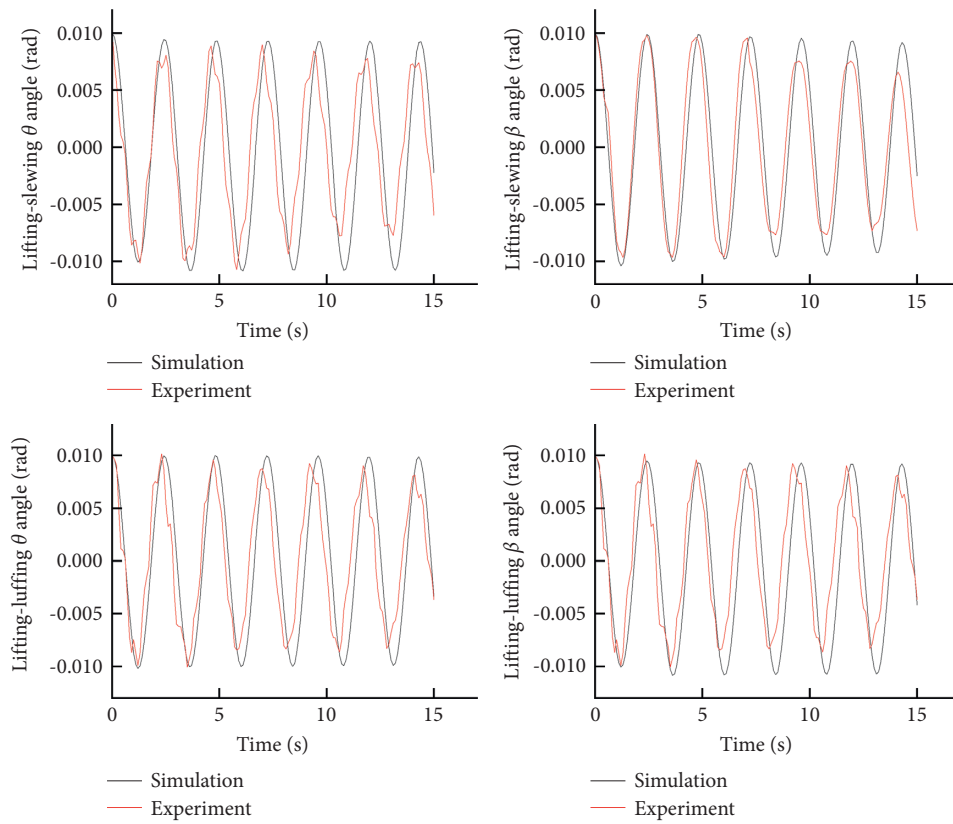 Lifting-slewing θ angle (rad)
0.010
0.005
0.000
-0.005
-0.010
0
5
10
15
Time (s)
Simulation
Experiment
Lifting-slewing β angle (rad)
0.010
0.005
0.000
-0.005
-0.010
0
5
10
15
Time (s)
Simulation
Experiment
Lifting-luffing θ angle (rad)
0.010
0.005
0.000
-0.005
-0.010
0
5
10
15
Time (s)
Simulation
Experiment
Lifting-luffing β angle (rad)
0.010
0.005
0.000
-0.005
-0.010
0
5
10
15
Time (s)
Simulation
Experiment